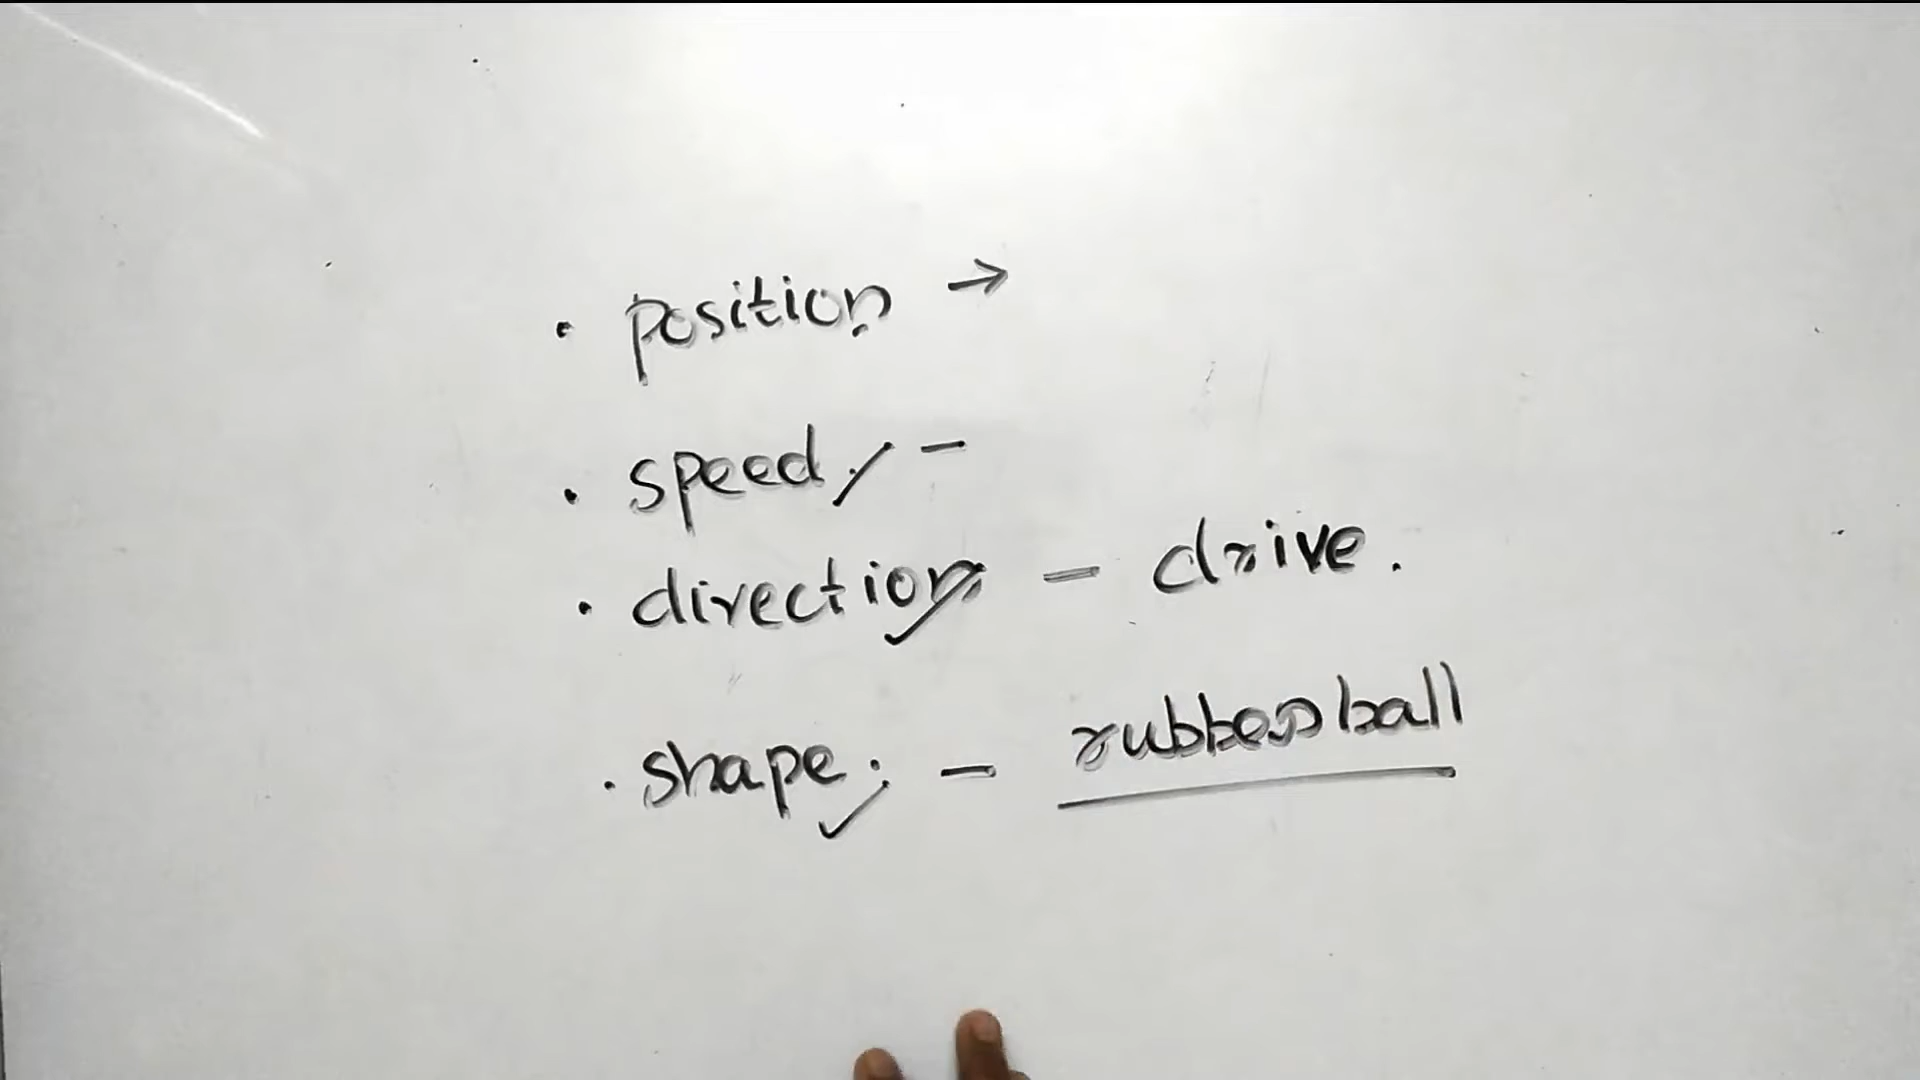 • position →
• speed, -
• direction - drive.
• shape. - rubber ball